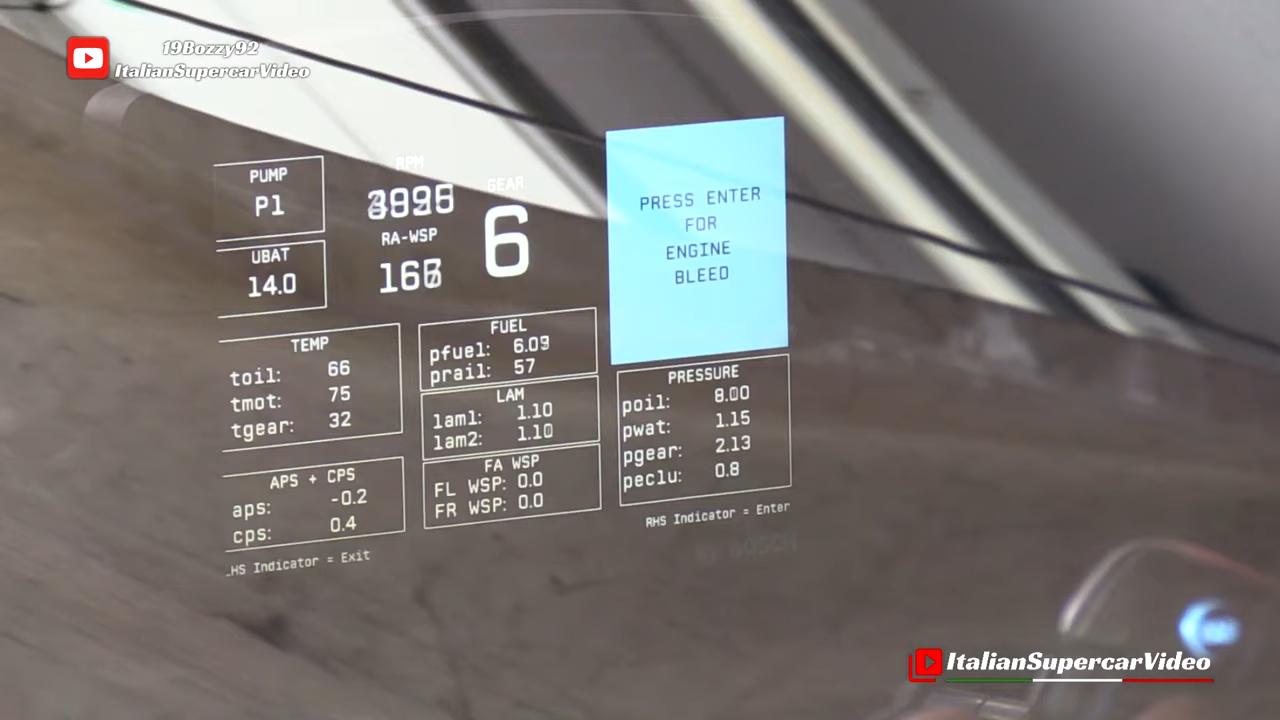 19Bozzy92
ItalianSupercarVideo
PUMP
P1
UBAT
14.0
RPM
RA-WSP
GEAR
6
PRESS ENTER
FOR
ENGINE
BLEED
TEMP
toil: 66
tmot: 75
tgear: 32
FUEL
pfuel: 6.09
prail: 57
LAM
lam1: 1.10
lam2: 1.10
PRESSURE
poil: 8.00
pwat: 1.15
pgear: 2.13
peclu: 0.8
APS + CPS
aps: -0.2
cps: 0.4
FA WSP
FL WSP: 0.0
FR WSP: 0.0
HS Indicator = Exit
RHS Indicator = Enter
ItalianSupercarVideo